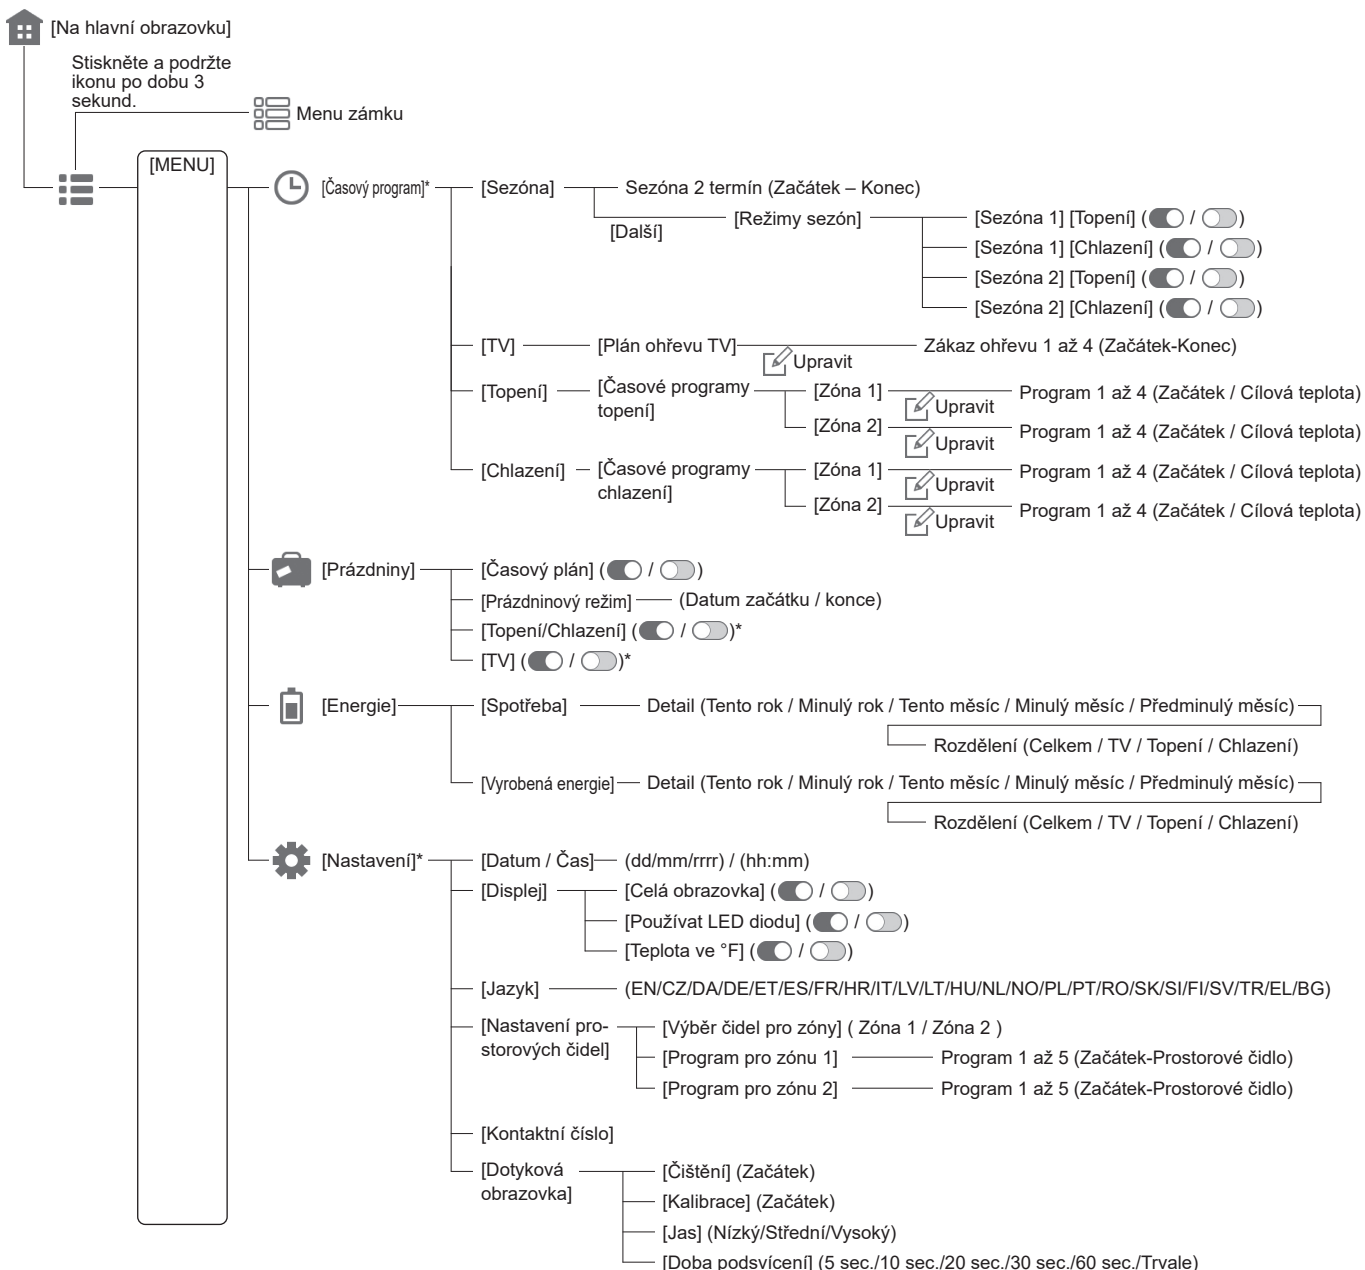 [Na hlavní obrazovku]
Stiskněte a podržte
ikonu po dobu 3
sekund.
Menu zámku
[MENU]
[Časový program]*
[Sezóna]
Sezóna 2 termín (Začátek – Konec)
[Další]
[Režimy sezón]
[Sezóna 1] [Topení] ( / )
[Sezóna 1] [Chlazení] ( / )
[Sezóna 2] [Topení] ( / )
[Sezóna 2] [Chlazení] ( / )
[TV]
[Plán ohřevu TV]
Upravit
Zákaz ohřevu 1 až 4 (Začátek-Konec)
[Topení]
[Časové programy
topení]
[Zóna 1]
Upravit
Program 1 až 4 (Začátek / Cílová teplota)
[Zóna 2]
Upravit
Program 1 až 4 (Začátek / Cílová teplota)
[Chlazení]
[Časové programy
chlazení]
[Zóna 1]
Upravit
Program 1 až 4 (Začátek / Cílová teplota)
[Zóna 2]
Upravit
Program 1 až 4 (Začátek / Cílová teplota)
[Prázdniny]
[Časový plán] ( / )
[Prázdninový režim]
(Datum začátku / konce)
[Topení/Chlazení] ( / )*
[TV] ( / )*
[Energie]
[Spotřeba]
Detail (Tento rok / Minulý rok / Tento měsíc / Minulý měsíc / Předminulý měsíc)
Rozdělení (Celkem / TV / Topení / Chlazení)
[Vyrobená energie]
Detail (Tento rok / Minulý rok / Tento měsíc / Minulý měsíc / Předminulý měsíc)
Rozdělení (Celkem / TV / Topení / Chlazení)
[Nastavení]*
[Datum / Čas]
(dd/mm/rrrr) / (hh:mm)
[Displej]
[Celá obrazovka] ( / )
[Používat LED diodu] ( / )
[Teplota ve °F] ( / )
[Jazyk]
(EN/CZ/DA/DE/ET/ES/FR/HR/IT/LV/LT/HU/NL/NO/PL/PT/RO/SK/SI/FI/SV/TR/EL/BG)
[Nastavení pro-
storových čidel]
[Výběr čidel pro zóny] ( Zóna 1 / Zóna 2 )
[Program pro zónu 1]
Program 1 až 5 (Začátek-Prostorové čidlo)
[Program pro zónu 2]
Program 1 až 5 (Začátek-Prostorové čidlo)
[Kontaktní číslo]
[Dotyková
obrazovka]
[Čištění] (Začátek)
[Kalibrace] (Začátek)
[Jas] (Nízký/Střední/Vysoký)
[Doba podsvícení] (5 sec./10 sec./20 sec./30 sec./60 sec./Trvale)